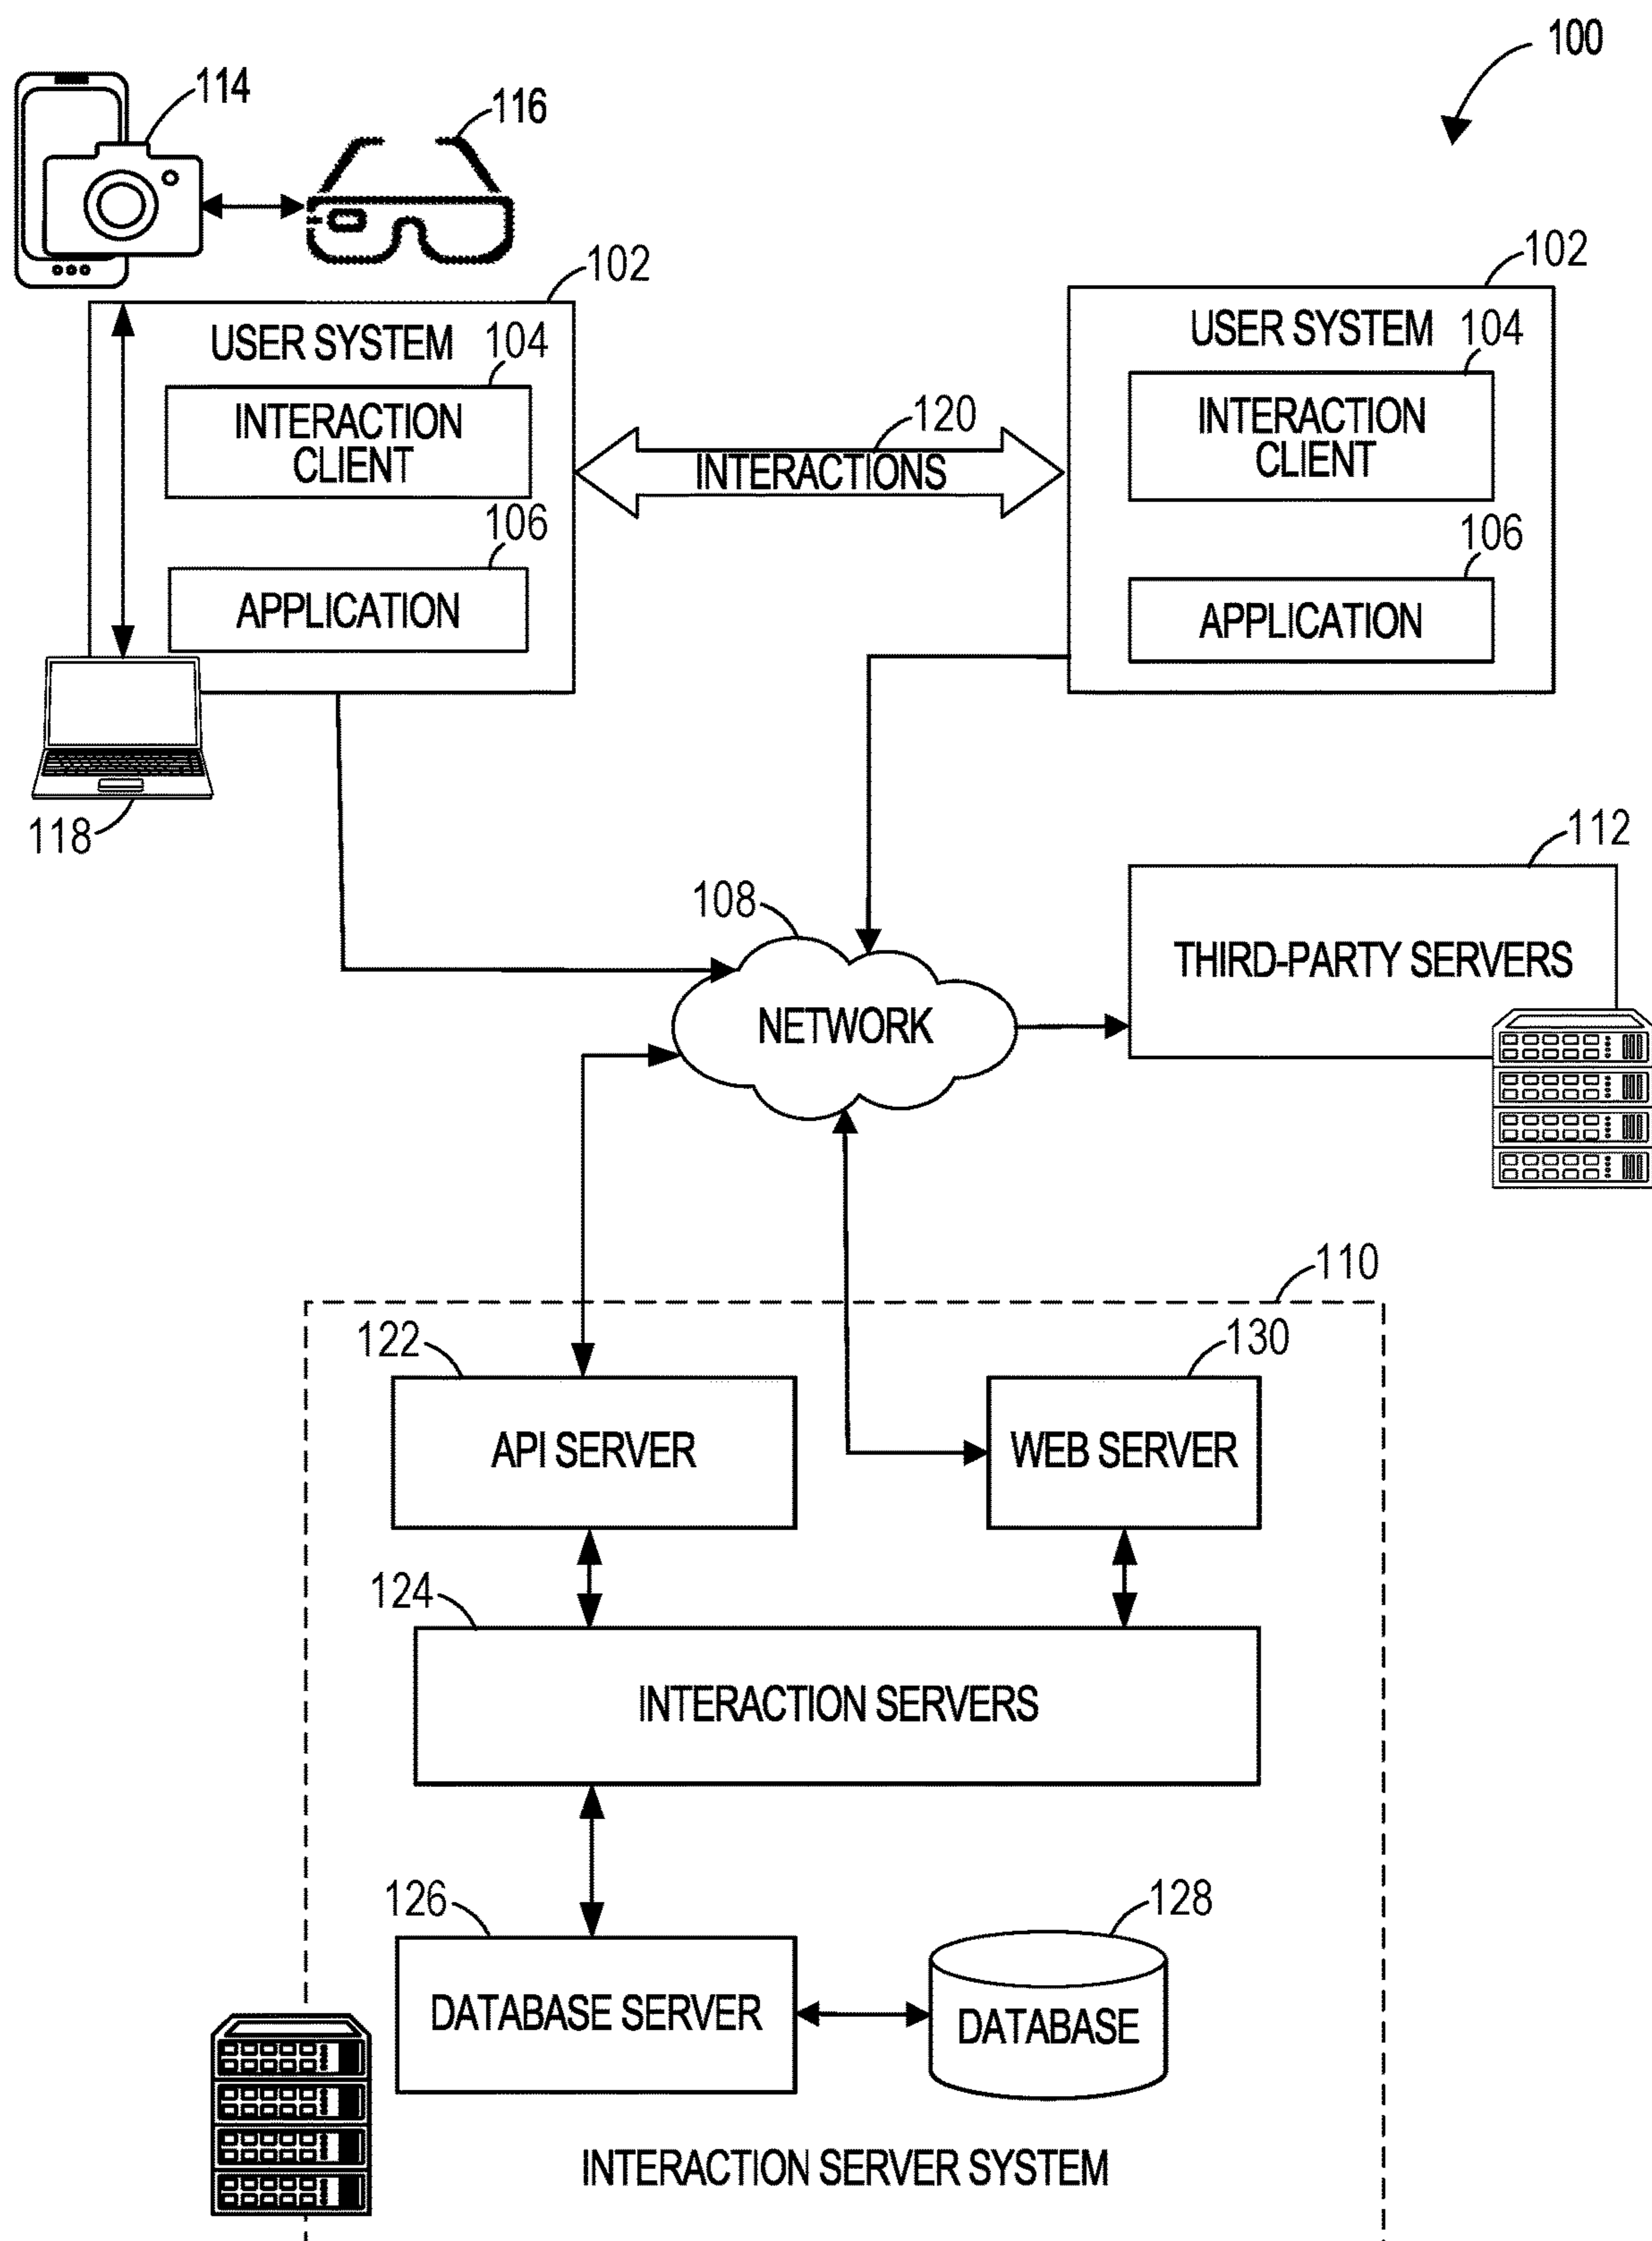 100
114
116
102
USER SYSTEM
104
INTERACTION
CLIENT
106
APPLICATION
118
120
INTERACTIONS
102
USER SYSTEM
104
INTERACTION
CLIENT
106
APPLICATION
108
NETWORK
112
THIRD-PARTY SERVERS
110
122
API SERVER
130
WEB SERVER
124
INTERACTION SERVERS
126
DATABASE SERVER
128
DATABASE
INTERACTION SERVER SYSTEM